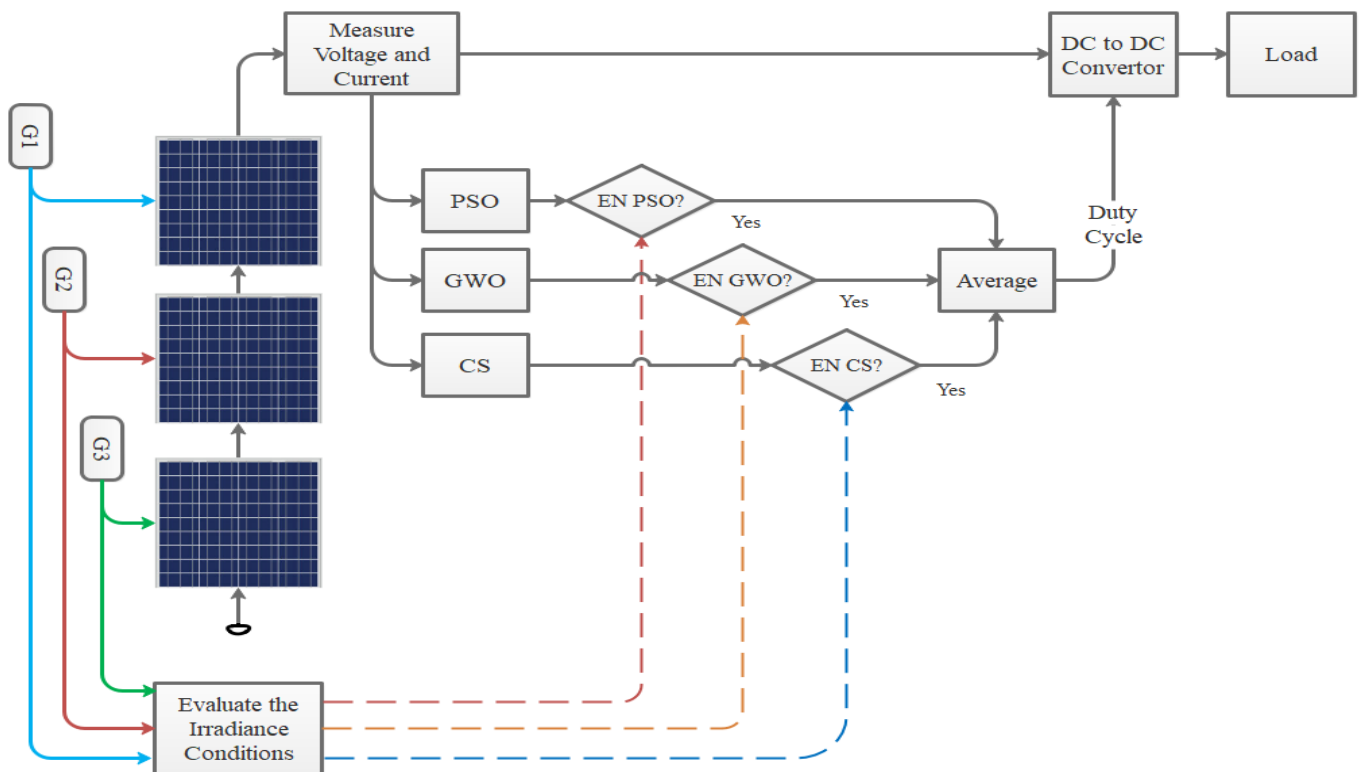 Measure
Voltage and
Current
DC to DC
Convertor
Load
G1
PSO
EN PSO?
Yes
Duty
Cycle
G2
GWO
EN GWO?
Yes
Average
CS
EN CS?
Yes
G3
Evaluate the
Irradiance
Conditions